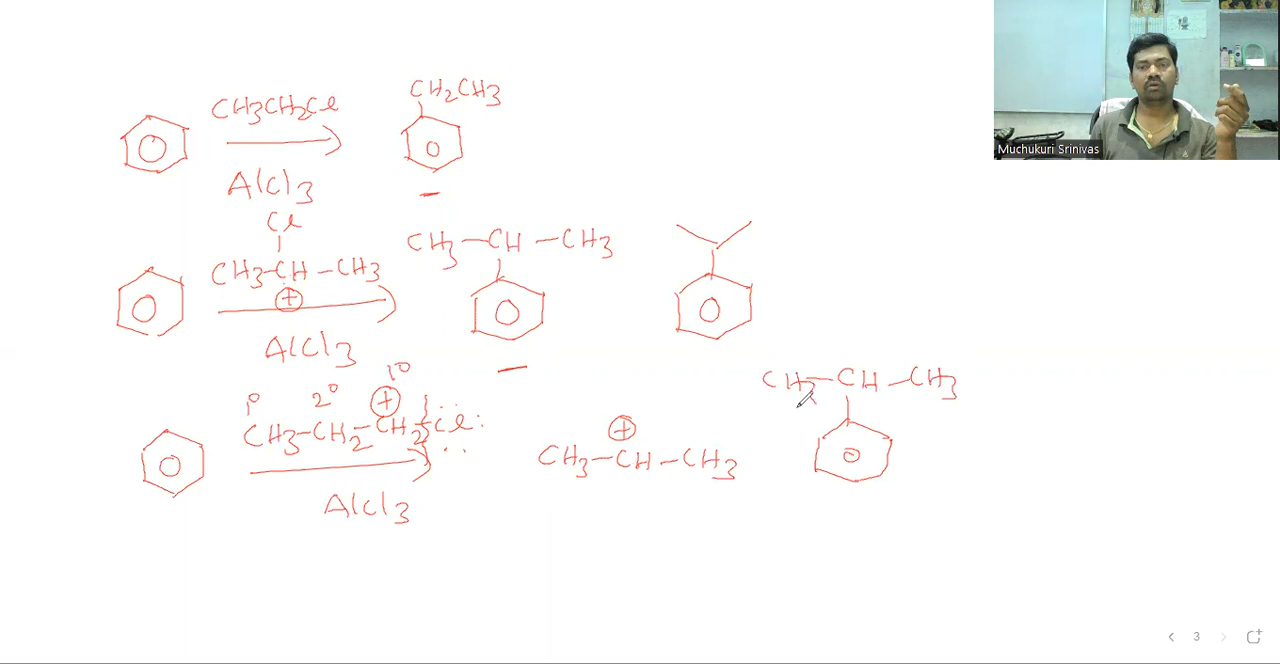 CH3CH2Cl
CH2CH3
AlCl3
Cl
CH3-CH-CH3
+
CH3-CH-CH3
AlCl3
1°
1° 2° +
CH3-CH2-CH2 Cl
AlCl3
+
CH3-CH-CH3
CH3-CH-CH3
Muchukuri Srinivas
3